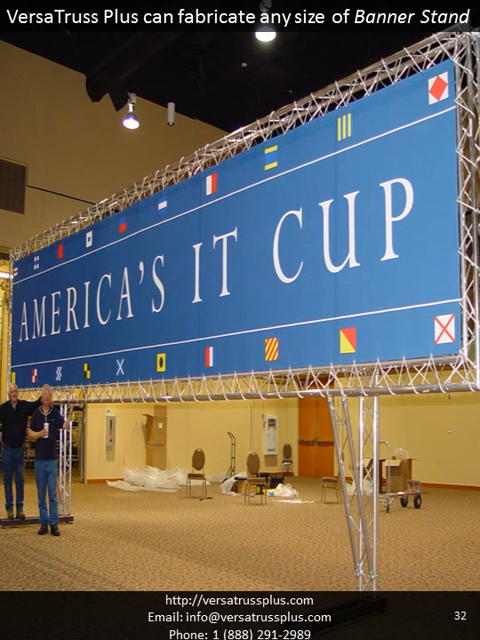 VersaTruss Plus can fabricate any size of Banner Stand
AMERICA'S IT CUP
http://versatrussplus.com
Email: info@versatrussplus.com
32
Phone: 1 (888) 291-2989